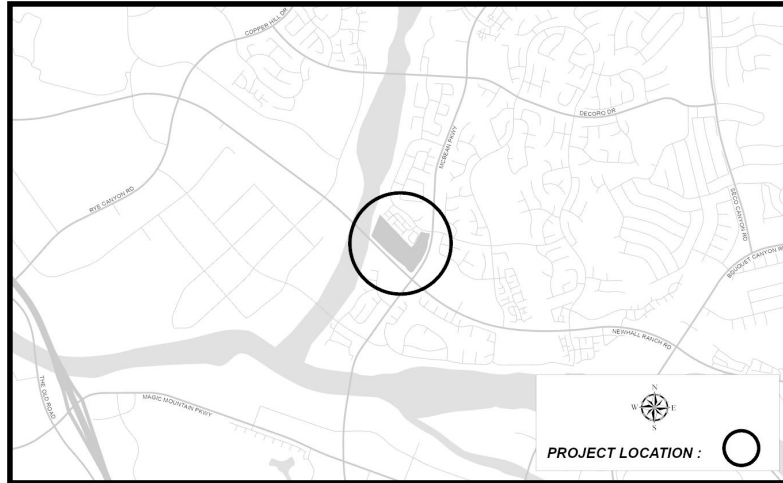 COPPER HILL DR
DECORO DR
MCBEAN PKWY
RYE CANYON RD
SECO CANYON RD
BOUQUET CANYON RD
NEWHALL RANCH RD
THE OLD ROAD
MAGIC MOUNTAIN PKWY
N
W E
S
PROJECT LOCATION :